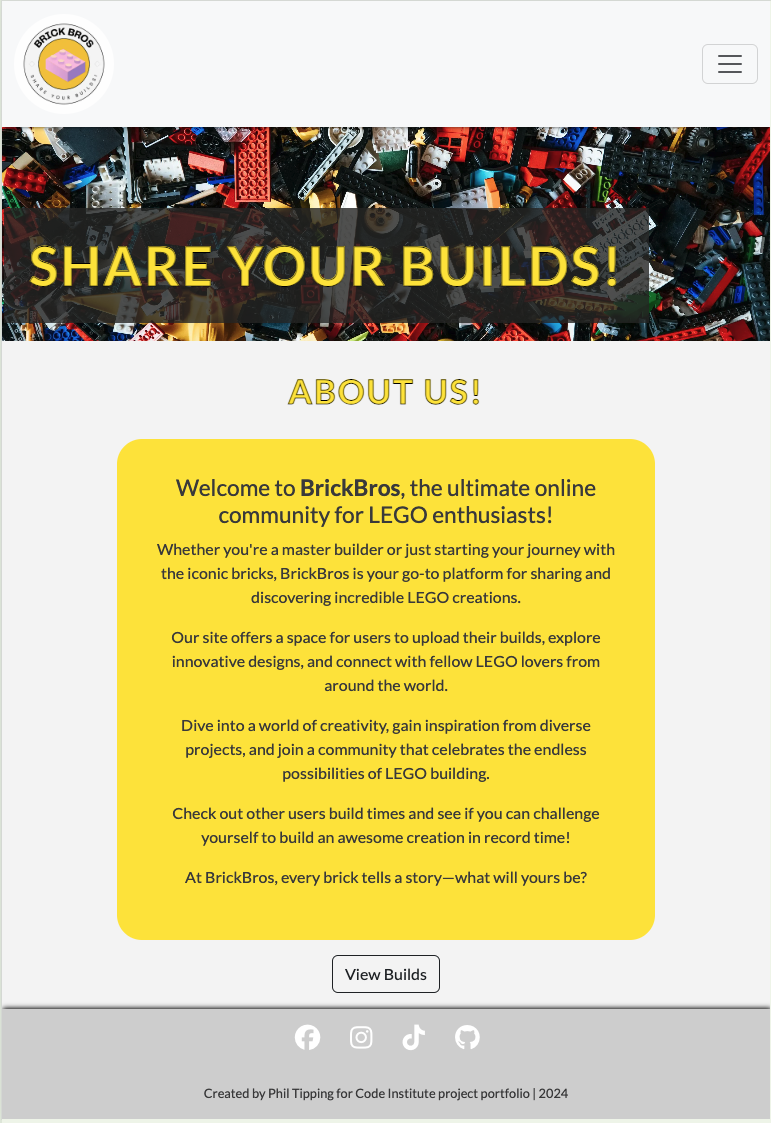 BRICK BROS
SHARE YOUR BUILDS!
SHARE YOUR BUILDS!
ABOUT US!
Welcome to BrickBros, the ultimate online
community for LEGO enthusiasts!
Whether you're a master builder or just starting your journey with
the iconic bricks, BrickBros is your go-to platform for sharing and
discovering incredible LEGO creations.
Our site offers a space for users to upload their builds, explore
innovative designs, and connect with fellow LEGO lovers from
around the world.
Dive into a world of creativity, gain inspiration from diverse
projects, and join a community that celebrates the endless
possibilities of LEGO building.
Check out other users build times and see if you can challenge
yourself to build an awesome creation in record time!
At BrickBros, every brick tells a story—what will yours be?
View Builds
Created by Phil Tipping for Code Institute project portfolio | 2024